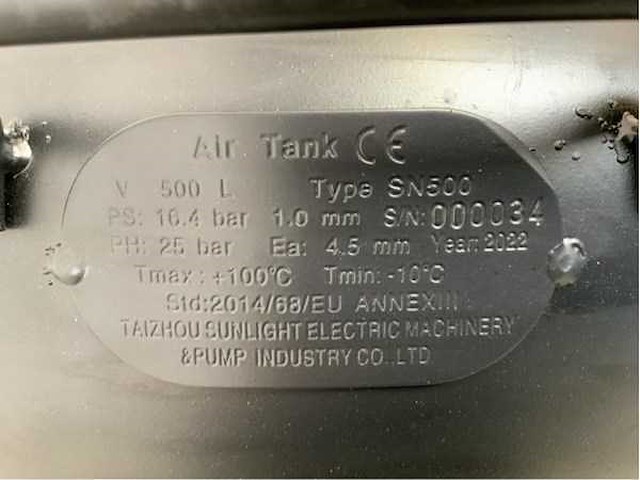 Air Tank CE
V 500 L Type SN500
PS: 16.4 bar 1.0 mm S/N: 000034
PH: 25 bar Ea: 4.5 mm Year: 2022
Tmax: +100°C Tmin: -10°C
Std:2014/68/EU ANNEXIII
TAIZHOU SUNLIGHT ELECTRIC MACHINERY
&PUMP INDUSTRY CO., LTD